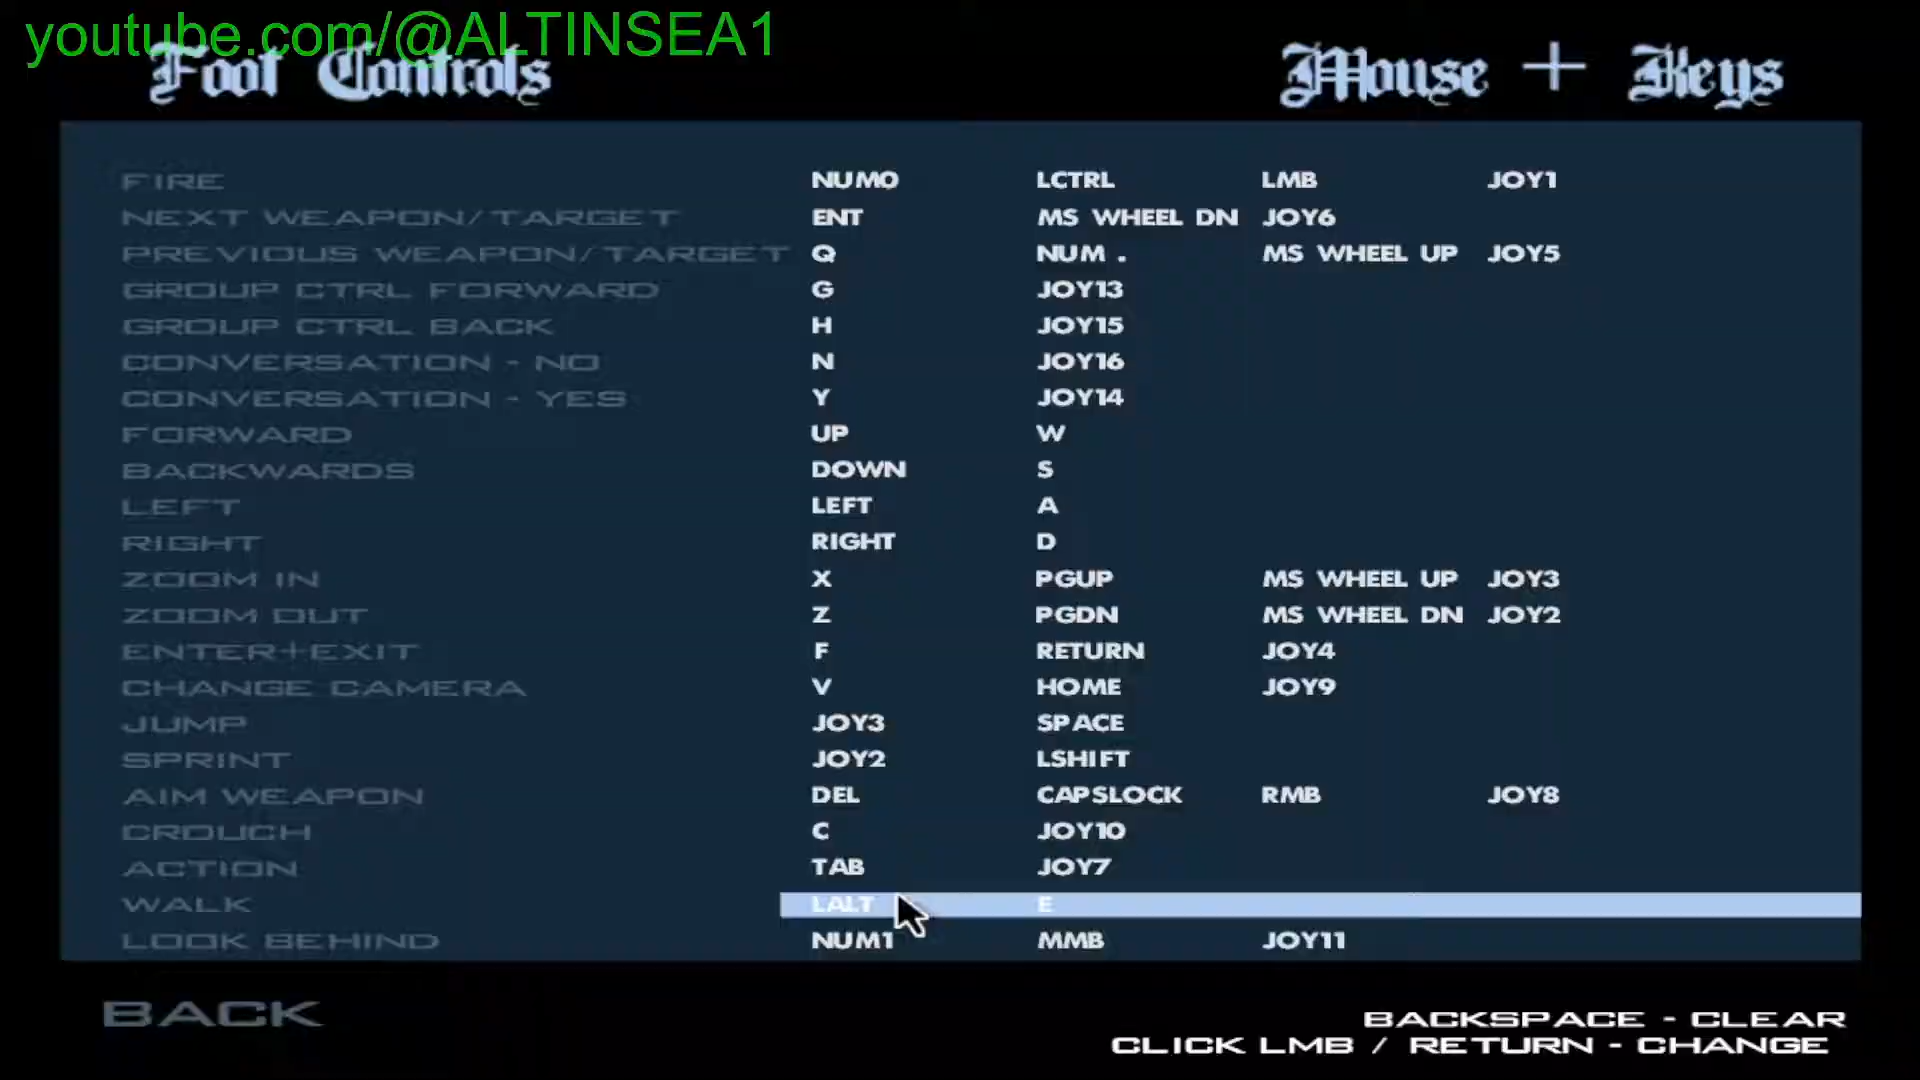 youtube.com/@ALTINSEA1
Foot Controls Mouse + Keys
FIRE NUM0 LCTRL LMB JOY1
NEXT WEAPON/TARGET ENT MS WHEEL DN JOY6
PREVIOUS WEAPON/TARGET Q NUM . MS WHEEL UP JOY5
GROUP CTRL FORWARD G JOY13
GROUP CTRL BACK H JOY15
CONVERSATION - NO N JOY16
CONVERSATION - YES Y JOY14
FORWARD UP W
BACKWARDS DOWN S
LEFT LEFT A
RIGHT RIGHT D
ZOOM IN X PGUP MS WHEEL UP JOY3
ZOOM OUT Z PGDN MS WHEEL DN JOY2
ENTER+EXIT F RETURN JOY4
CHANGE CAMERA V HOME JOY9
JUMP JOY3 SPACE
SPRINT JOY2 LSHIFT
AIM WEAPON DEL CAPSLOCK RMB JOY8
CROUCH C JOY10
ACTION TAB JOY7
WALK LALT E
LOOK BEHIND NUM1 MMB JOY11
BACK
BACKSPACE - CLEAR
CLICK LMB / RETURN - CHANGE